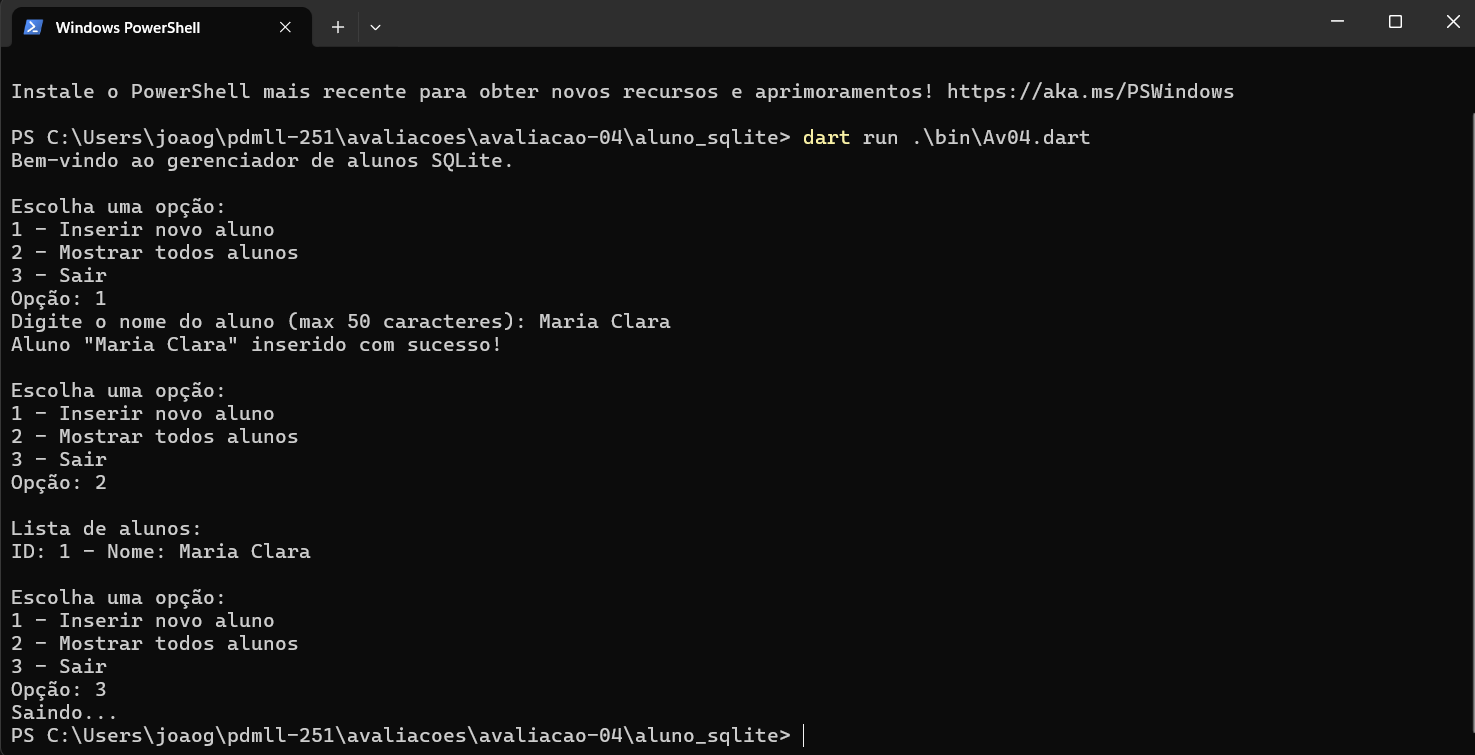 Windows PowerShell
Instale o PowerShell mais recente para obter novos recursos e aprimoramentos! https://aka.ms/PSWindows
PS C:\Users\joaog\pdmll-251\avaliacoes\avaliacao-04\aluno_sqlite> dart run .\bin\Av04.dart
Bem-vindo ao gerenciador de alunos SQLite.
Escolha uma opção:
1 - Inserir novo aluno
2 - Mostrar todos alunos
3 - Sair
Opção: 1
Digite o nome do aluno (max 50 caracteres): Maria Clara
Aluno "Maria Clara" inserido com sucesso!
Escolha uma opção:
1 - Inserir novo aluno
2 - Mostrar todos alunos
3 - Sair
Opção: 2
Lista de alunos:
ID: 1 - Nome: Maria Clara
Escolha uma opção:
1 - Inserir novo aluno
2 - Mostrar todos alunos
3 - Sair
Opção: 3
Saindo...
PS C:\Users\joaog\pdmll-251\avaliacoes\avaliacao-04\aluno_sqlite>